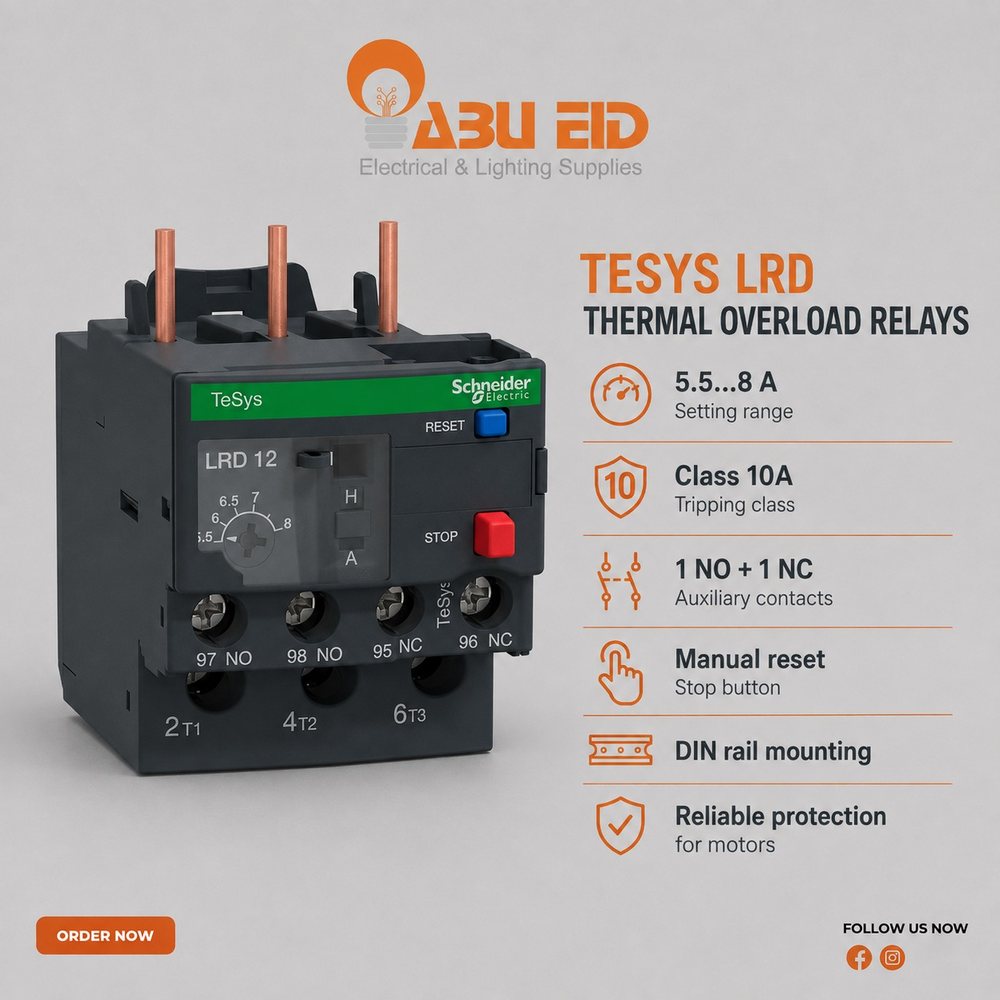 ABU EID
Electrical & Lighting Supplies
TESYS LRD
THERMAL OVERLOAD RELAYS
5.5...8 A
Setting range
10
Class 10A
Tripping class
1 NO + 1 NC
Auxiliary contacts
Manual reset
Stop button
DIN rail mounting
Reliable protection
for motors
TeSys
Schneider
Electric
RESET
LRD 12
H
5.5 6 6.5 7 8
STOP
A
TeSys
97 NO 98 NO 95 NC 96 NC
2T1 4T2 6T3
ORDER NOW
FOLLOW US NOW